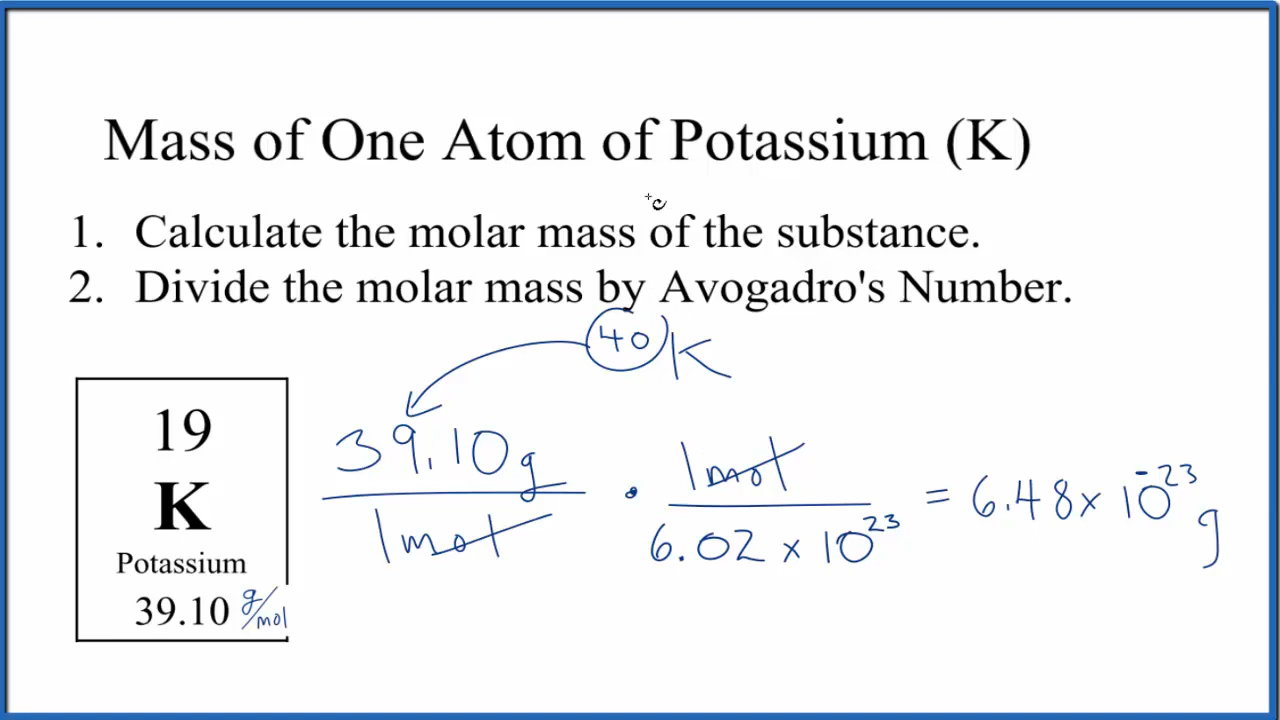 Mass of One Atom of Potassium (K)
1. Calculate the molar mass of the substance.
2. Divide the molar mass by Avogadro's Number.
40 K
19
K
Potassium
39.10 g/mol
39.10 g / 1 mol · 1 mol / 6.02 x 10²³ = 6.48 x 10⁻²³ g